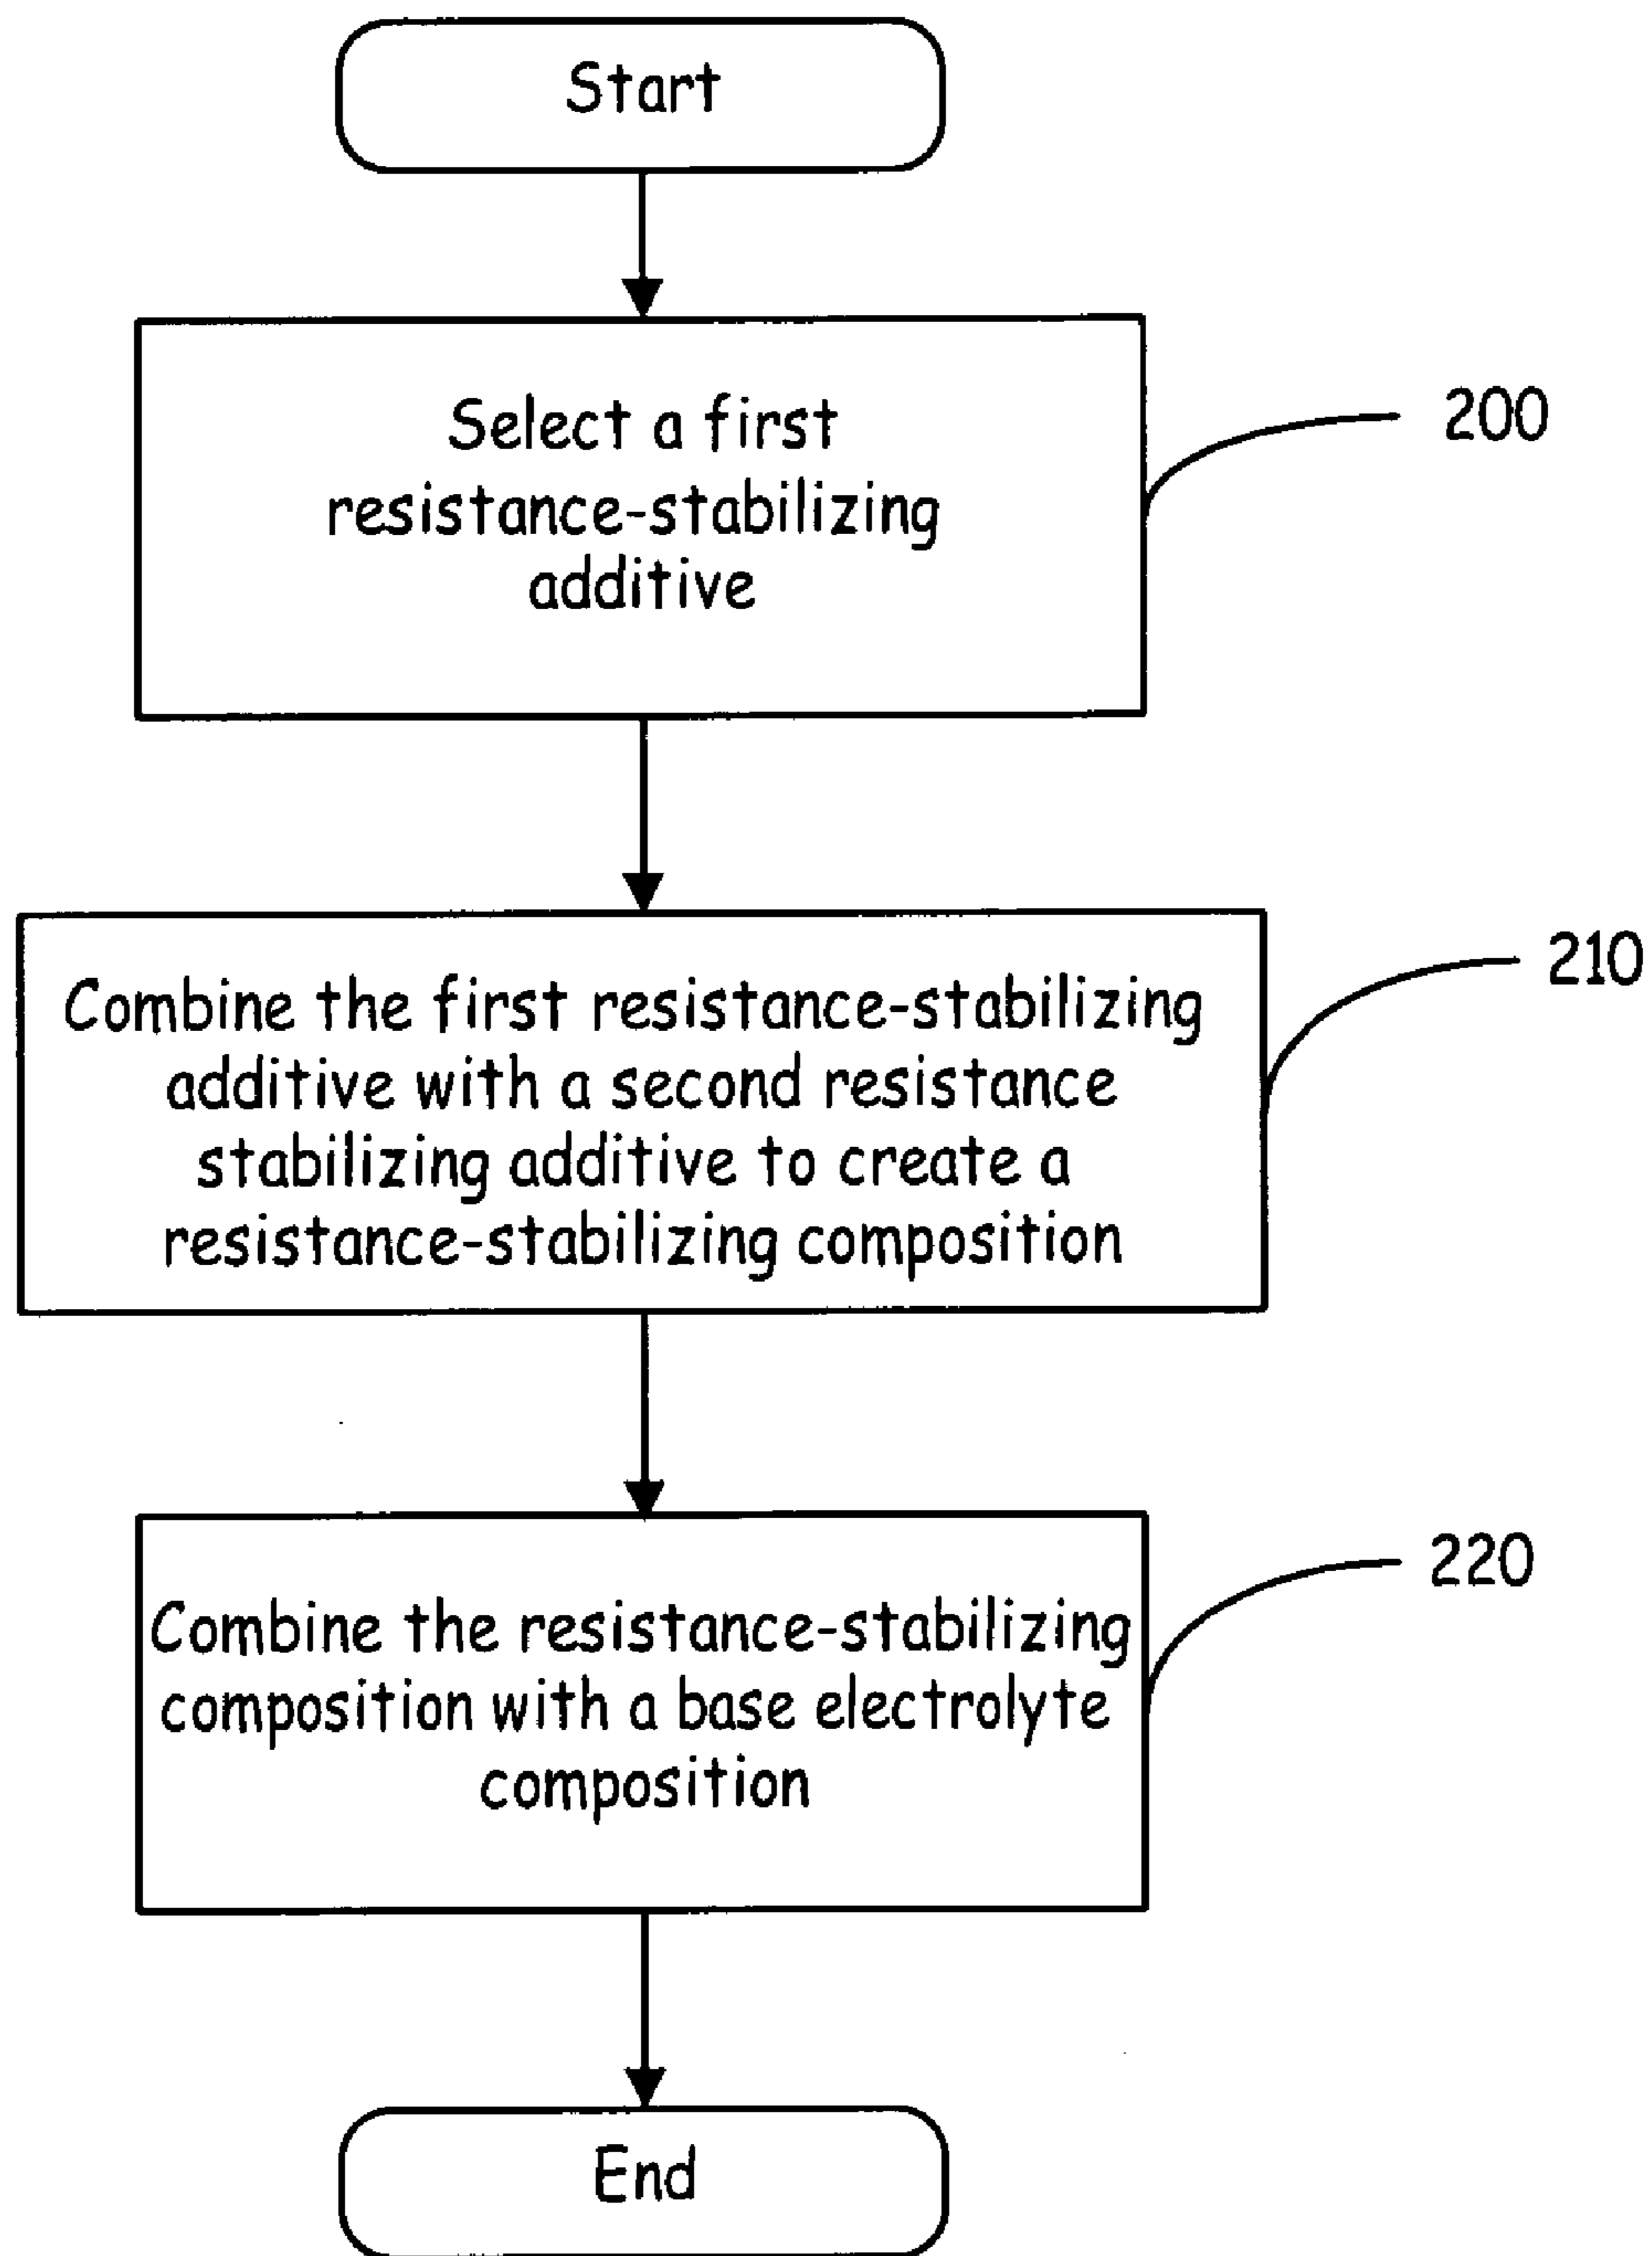 Start
Select a first
resistance-stabilizing
additive
200
Combine the first resistance-stabilizing
additive with a second resistance
stabilizing additive to create a
resistance-stabilizing composition
210
Combine the resistance-stabilizing
composition with a base electrolyte
composition
220
End